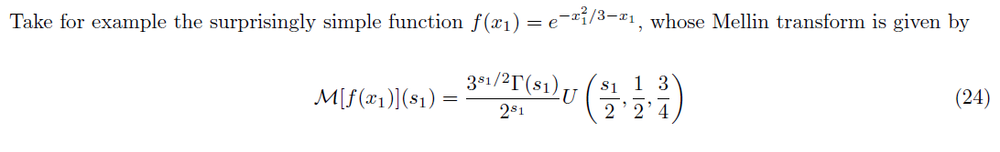 Take for example the surprisingly simple function $f(x_1) = e^{-x_1^2/3-x_1}$, whose Mellin transform is given by
$$\mathcal{M}[f(x_1)](s_1) = \frac{3^{s_1/2}\Gamma(s_1)}{2^{s_1}} U\left(\frac{s_1}{2}, \frac{1}{2}, \frac{3}{4}\right) \quad (24)$$